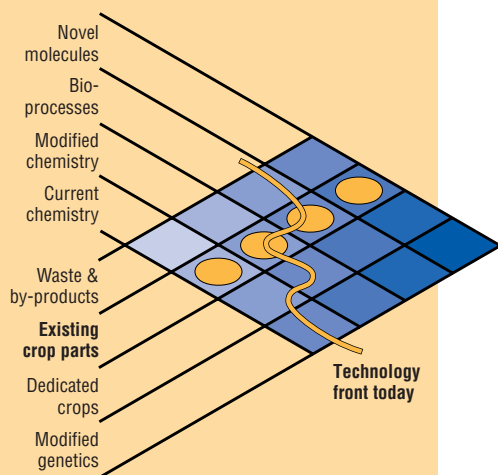 Novel
molecules
Bio-
processes
Modified
chemistry
Current
chemistry
Waste &
by-products
Existing
crop parts
Dedicated
crops
Modified
genetics
Technology
front today